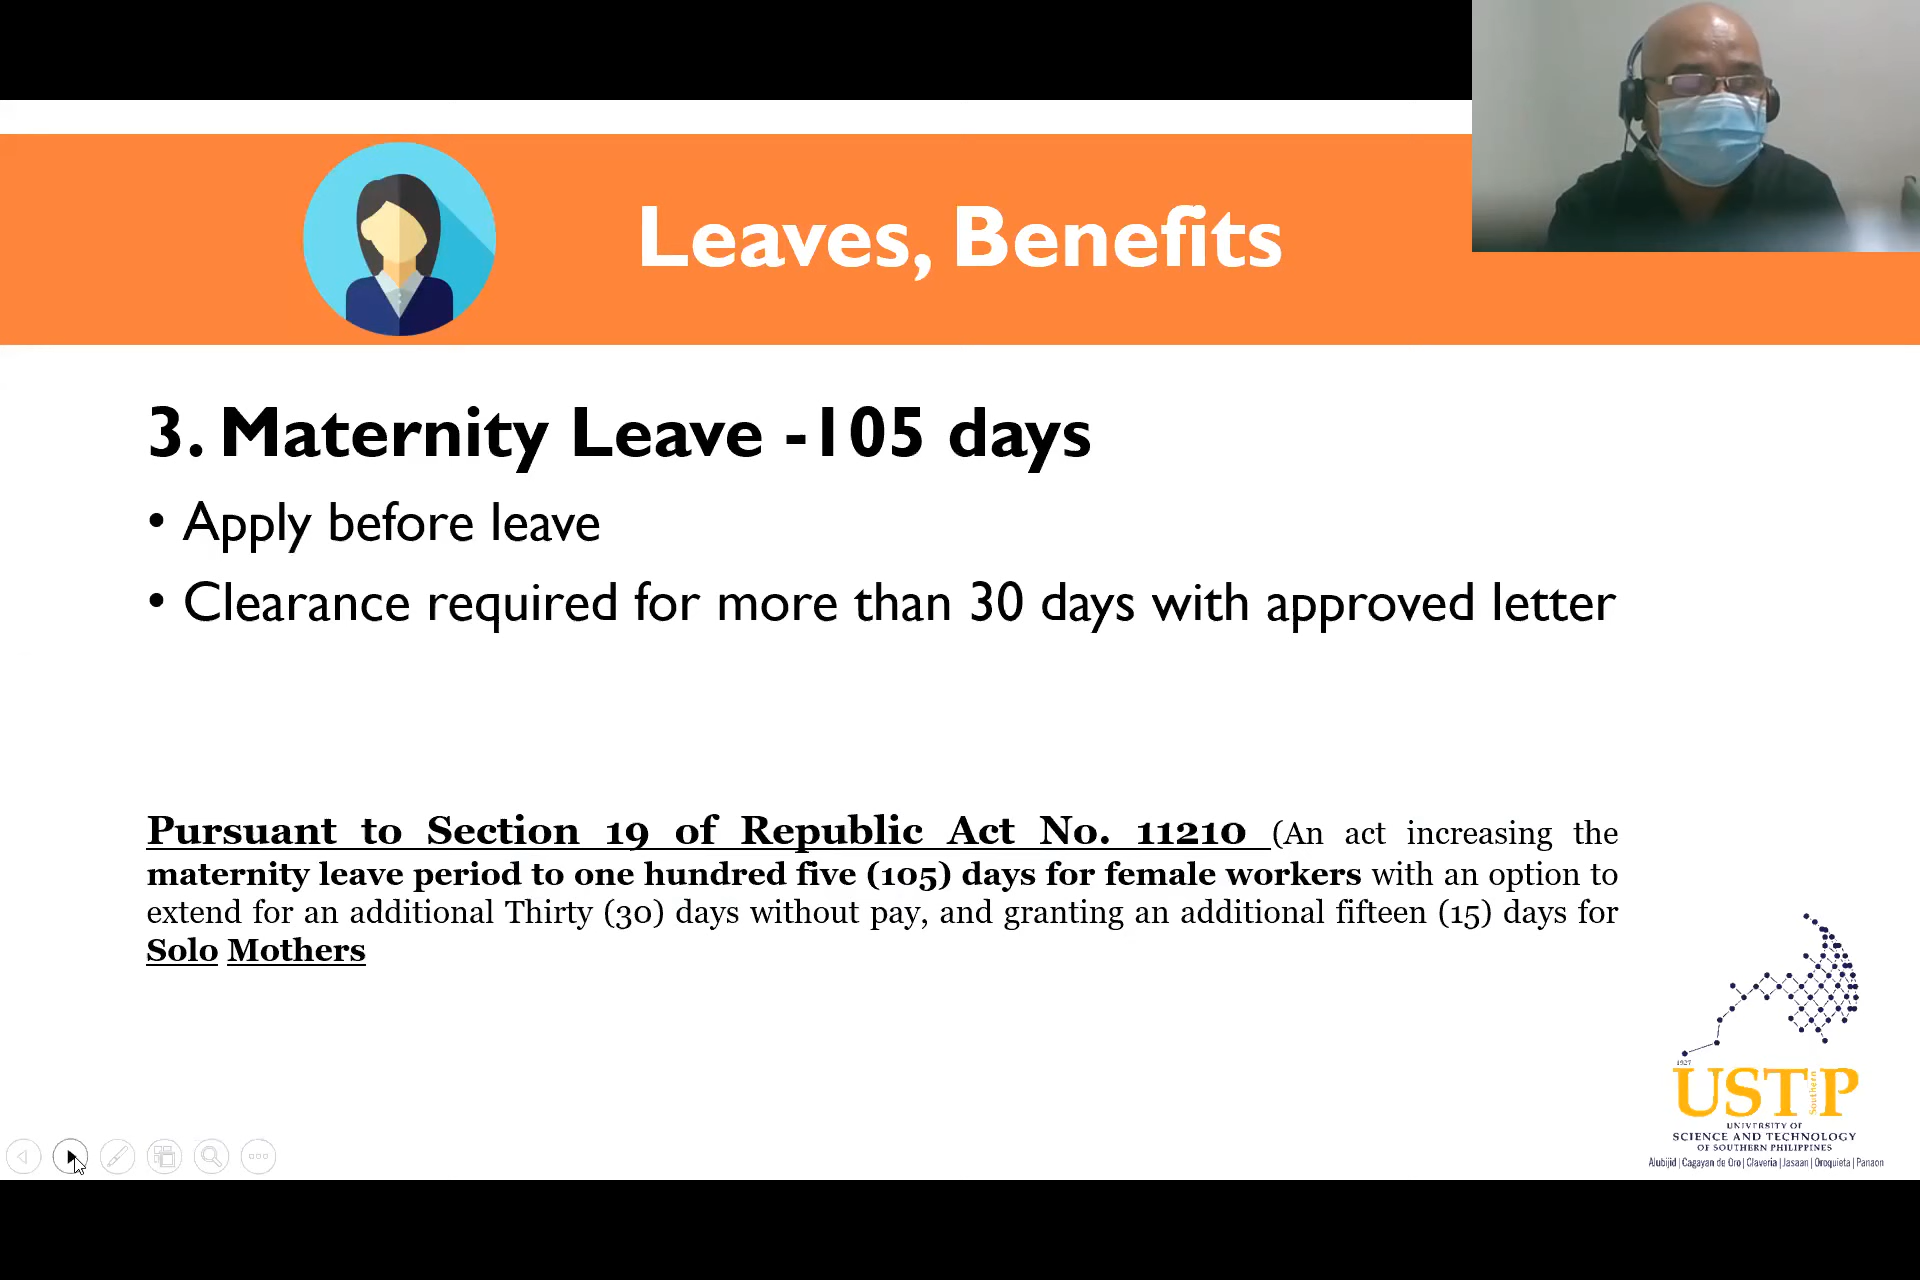 Leaves, Benefits
3. Maternity Leave -105 days
• Apply before leave
• Clearance required for more than 30 days with approved letter
Pursuant to Section 19 of Republic Act No. 11210 (An act increasing the
maternity leave period to one hundred five (105) days for female workers with an option to
extend for an additional Thirty (30) days without pay, and granting an additional fifteen (15) days for
Solo Mothers
1927
USTP
Southern
UNIVERSITY OF
SCIENCE AND TECHNOLOGY
OF SOUTHERN PHILIPPINES
Alubijid | Cagayan de Oro | Claveria | Jasaan | Oroquieta | Panaon